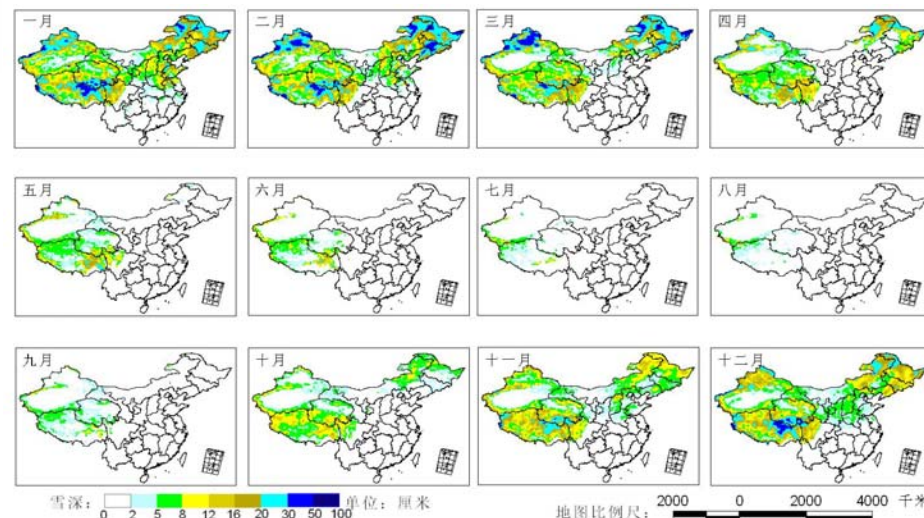 一月
二月
三月
四月
五月
六月
七月
八月
九月
十月
十一月
十二月
雪深: 0 2 5 8 12 16 20 30 50 100 单位: 厘米
地图比例尺: 2000 0 2000 4000 千米